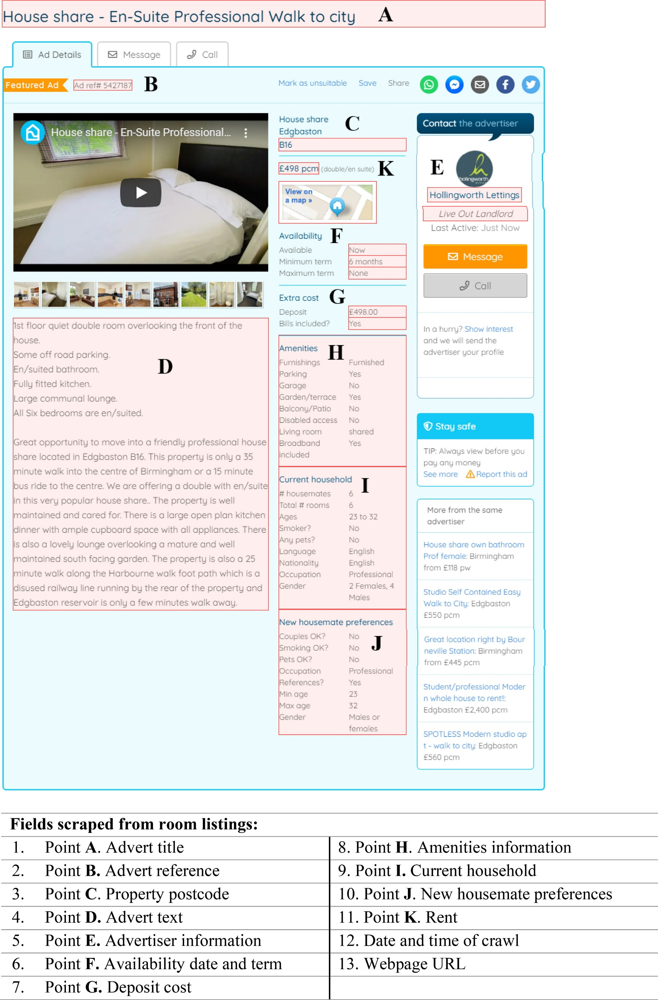 House share - En-Suite Professional Walk to city A
Ad Details
Message
Call
Featured Ad
Ad ref# 5427187
B
Mark as unsuitable
Save
Share
House share - En-Suite Professional...
1st floor quiet double room overlooking the front of the
house.
Some off road parking.
En/suited bathroom.
D
Fully fitted kitchen.
Large communal lounge.
All Six bedrooms are en/suited.
Great opportunity to move into a friendly professional house
share located in Edgbaston B16. This property is only a 35
minute walk into the centre of Birmingham or a 15 minute
bus ride to the centre. We are offering a double with en/suite
in this very popular house share.. The property is well
maintained and cared for. There is a large open plan kitchen
dinner with ample cupboard space with all appliances. There
is also a lovely lounge overlooking a mature and well
maintained south facing garden. The property is also a 25
minute walk along the Harbourne walk foot path which is a
disused railway line running by the rear of the property and
Edgbaston reservoir is only a few minutes walk away.
House share
Edgbaston
C
B16
£498 pcm (double/en suite) K
View on
a map »
Availability F
Available Now
Minimum term 6 months
Maximum term None
Extra cost G
Deposit £498.00
Bills included? Yes
Amenities H
Furnishings Furnished
Parking Yes
Garage No
Garden/terrace Yes
Balcony/Patio No
Disabled access No
Living room shared
Broadband Yes
included
Current household I
# housemates 6
Total # rooms 6
Ages 23 to 32
Smoker? No
Any pets? No
Language English
Nationality English
Occupation Professional
Gender 2 Females, 4
Males
New housemate preferences
Couples OK? No
J
Smoking OK? No
Pets OK? No
Occupation Professional
References? Yes
Min age 23
Max age 32
Gender Males or
females
Contact the advertiser
E
hollingworth
Hollingworth Lettings
Live Out Landlord
Last Active: Just Now
Message
Call
In a hurry? Show interest
and we will send the
advertiser your profile
Stay safe
TIP: Always view before you
pay any money
See more Report this ad
More from the same
advertiser
House share own bathroom
Prof female: Birmingham
from £118 pw
Studio Self Contained Easy
Walk to City: Edgbaston
£550 pcm
Great location right by Bour
neville Station: Birmingham
from £445 pcm
Student/professional Moder
n whole house to rent!!:
Edgbaston £2,400 pcm
SPOTLESS Modern studio ap
t - walk to city: Edgbaston
£560 pcm
Fields scraped from room listings:
1. Point A. Advert title
2. Point B. Advert reference
3. Point C. Property postcode
4. Point D. Advert text
5. Point E. Advertiser information
6. Point F. Availability date and term
7. Point G. Deposit cost
8. Point H. Amenities information
9. Point I. Current household
10. Point J. New housemate preferences
11. Point K. Rent
12. Date and time of crawl
13. Webpage URL